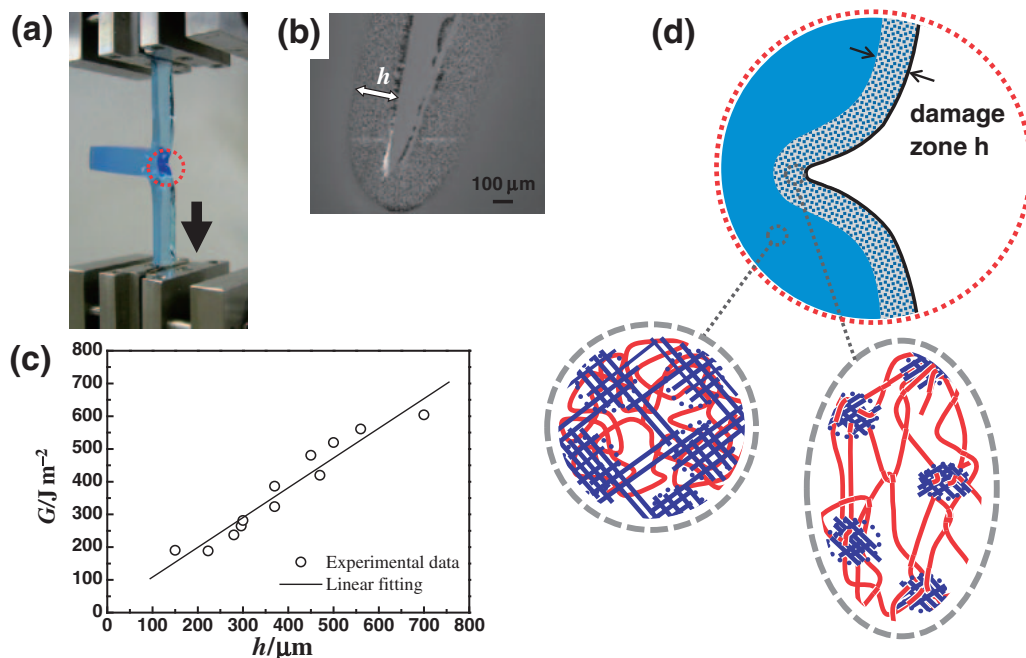 (a)
(b)
h
100 μm
(c)
800
700
600
500
400
300
200
100
0
G/J m⁻²
Experimental data
Linear fitting
0 100 200 300 400 500 600 700 800
h/μm
(d)
damage
zone h